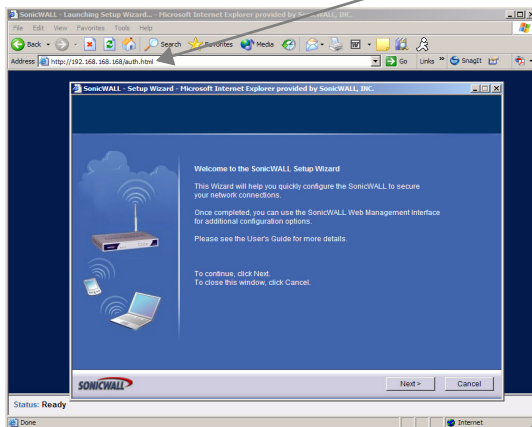 SonicWALL - Launching Setup Wizard... - Microsoft Internet Explorer provided by SonicWALL, INC.
File Edit View Favorites Tools Help
Back Search Favorites Media
Address http://192.168.168.168/auth.html Go Links » SnagIt
SonicWALL - Setup Wizard - Microsoft Internet Explorer provided by SonicWALL, INC.
Welcome to the SonicWALL Setup Wizard
This Wizard will help you quickly configure the SonicWALL to secure
your network connections.
Once completed, you can use the SonicWALL Web Management Interface
for additional configuration options.
Please see the User's Guide for more details.
To continue, click Next.
To close this window, click Cancel.
SONICWALL
Next > Cancel
Status: Ready
Done Internet